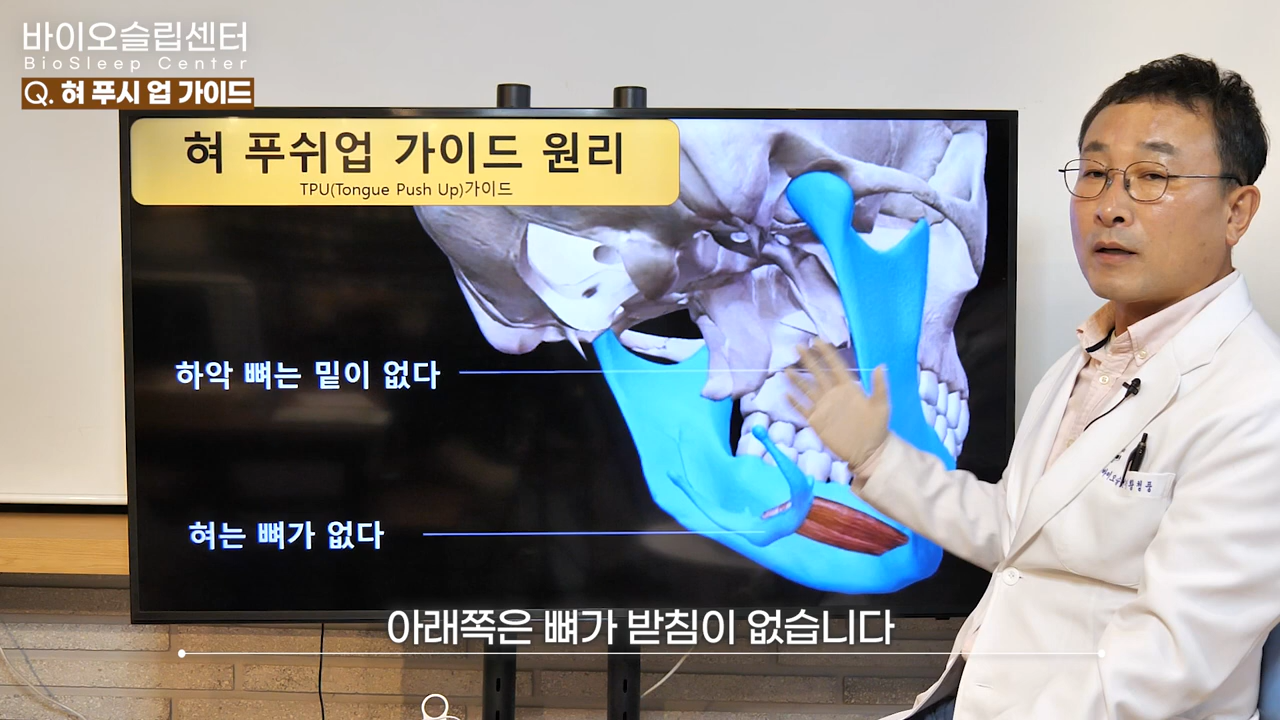 바이오슬립센터
BioSleep Center
Q. 혀 푸시 업 가이드
혀 푸쉬업 가이드 원리
TPU(Tongue Push Up)가이드
하악 뼈는 밑이 없다
혀는 뼈가 없다
아래쪽은 뼈가 받침이 없습니다